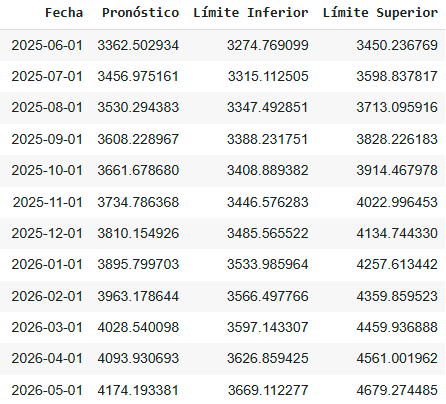 Fecha Pronóstico Límite Inferior Límite Superior
2025-06-01 3362.502934 3274.769099 3450.236769
2025-07-01 3456.975161 3315.112505 3598.837817
2025-08-01 3530.294383 3347.492851 3713.095916
2025-09-01 3608.228967 3388.231751 3828.226183
2025-10-01 3661.678680 3408.889382 3914.467978
2025-11-01 3734.786368 3446.576283 4022.996453
2025-12-01 3810.154926 3485.565522 4134.744330
2026-01-01 3895.799703 3533.985964 4257.613442
2026-02-01 3963.178644 3566.497766 4359.859523
2026-03-01 4028.540098 3597.143307 4459.936888
2026-04-01 4093.930693 3626.859425 4561.001962
2026-05-01 4174.193381 3669.112277 4679.274485